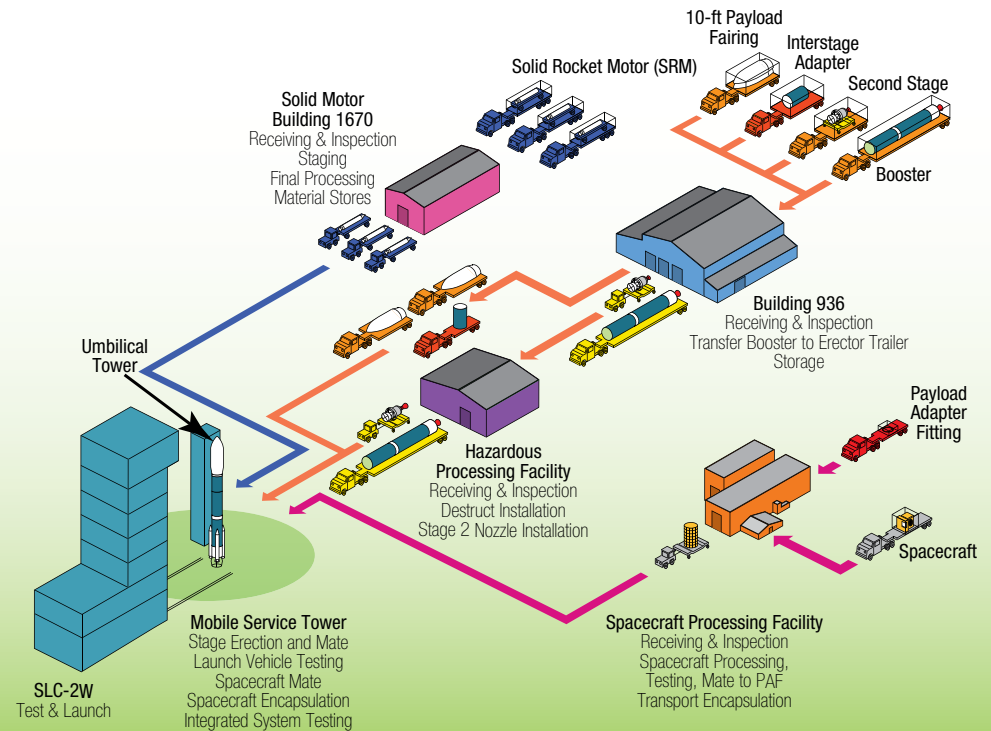 10-ft Payload
Fairing
Interstage
Adapter
Second Stage
Booster
Solid Rocket Motor (SRM)
Solid Motor
Building 1670
Receiving & Inspection
Staging
Final Processing
Material Stores
Building 936
Receiving & Inspection
Transfer Booster to Erector Trailer
Storage
Umbilical
Tower
Payload
Adapter
Fitting
Hazardous
Processing Facility
Receiving & Inspection
Destruct Installation
Stage 2 Nozzle Installation
Spacecraft
Spacecraft Processing Facility
Receiving & Inspection
Spacecraft Processing,
Testing, Mate to PAF
Transport Encapsulation
Mobile Service Tower
Stage Erection and Mate
Launch Vehicle Testing
Spacecraft Mate
Spacecraft Encapsulation
Integrated System Testing
SLC-2W
Test & Launch